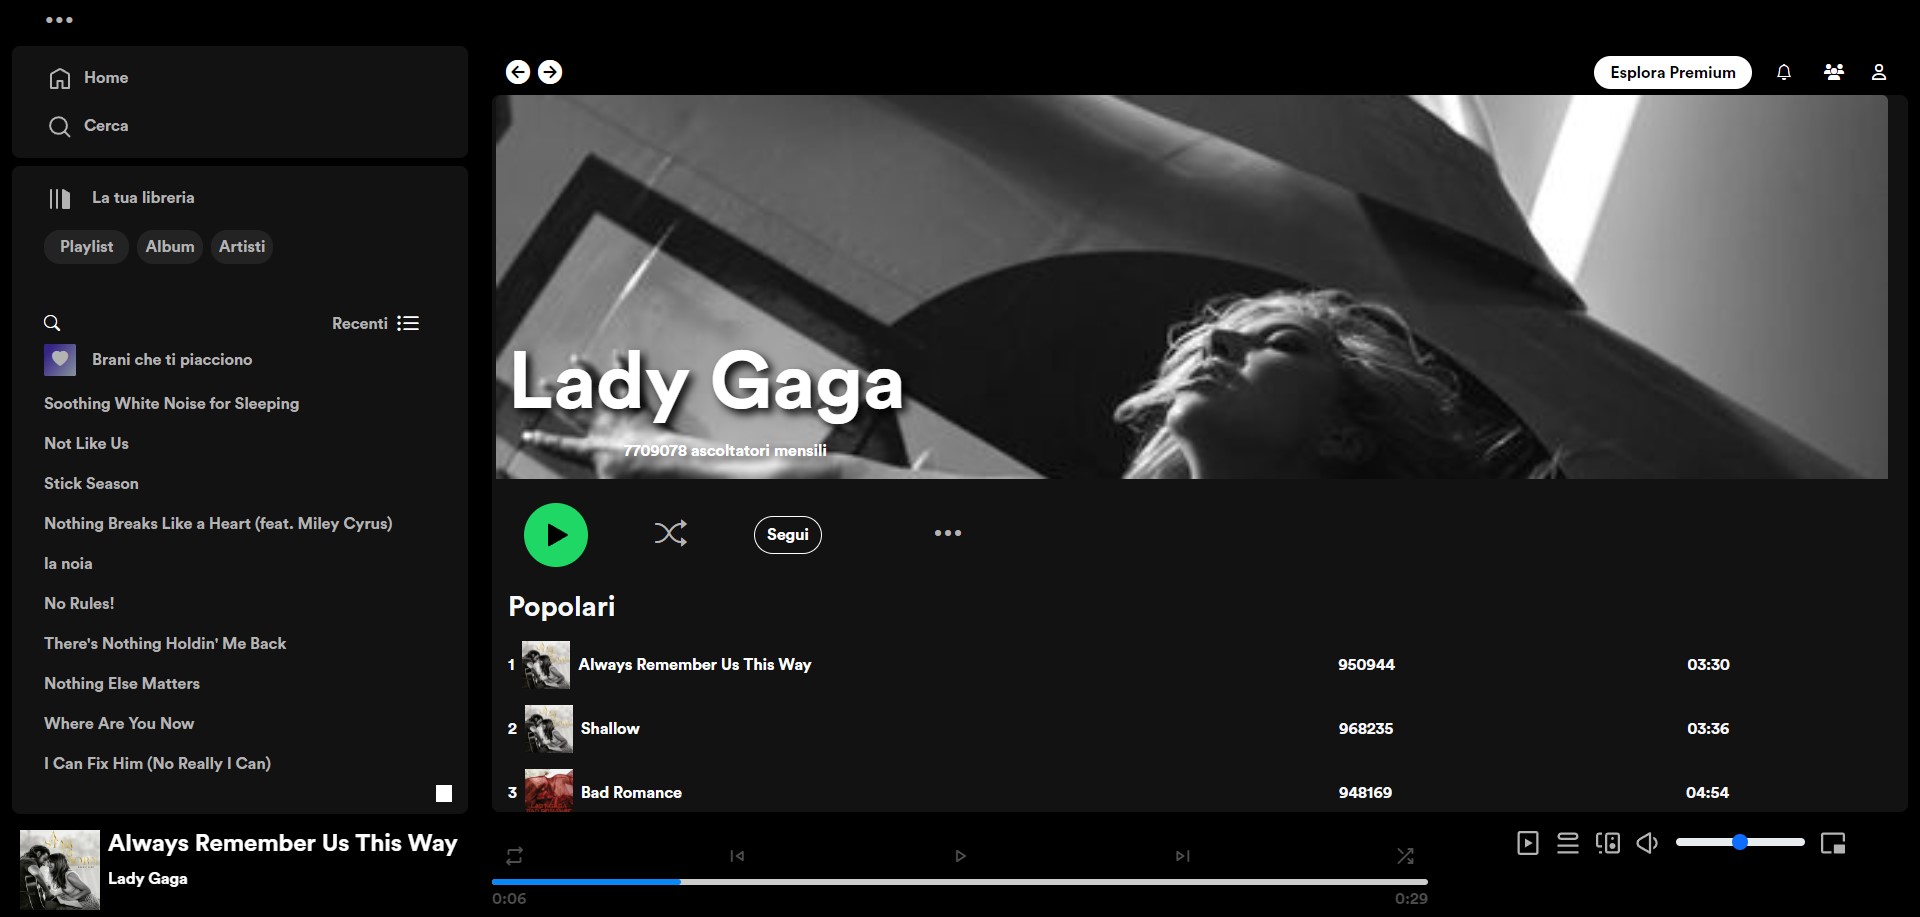 Home
Cerca
La tua libreria
Playlist Album Artisti
Recenti
Brani che ti piacciono
Soothing White Noise for Sleeping
Not Like Us
Stick Season
Nothing Breaks Like a Heart (feat. Miley Cyrus)
la noia
No Rules!
There's Nothing Holdin' Me Back
Nothing Else Matters
Where Are You Now
I Can Fix Him (No Really I Can)
Esplora Premium
Lady Gaga
7709078 ascoltatori mensili
Segui
Popolari
1 Always Remember Us This Way 950944 03:30
2 Shallow 968235 03:36
3 Bad Romance 948169 04:54
Always Remember Us This Way
Lady Gaga
0:06 0:29